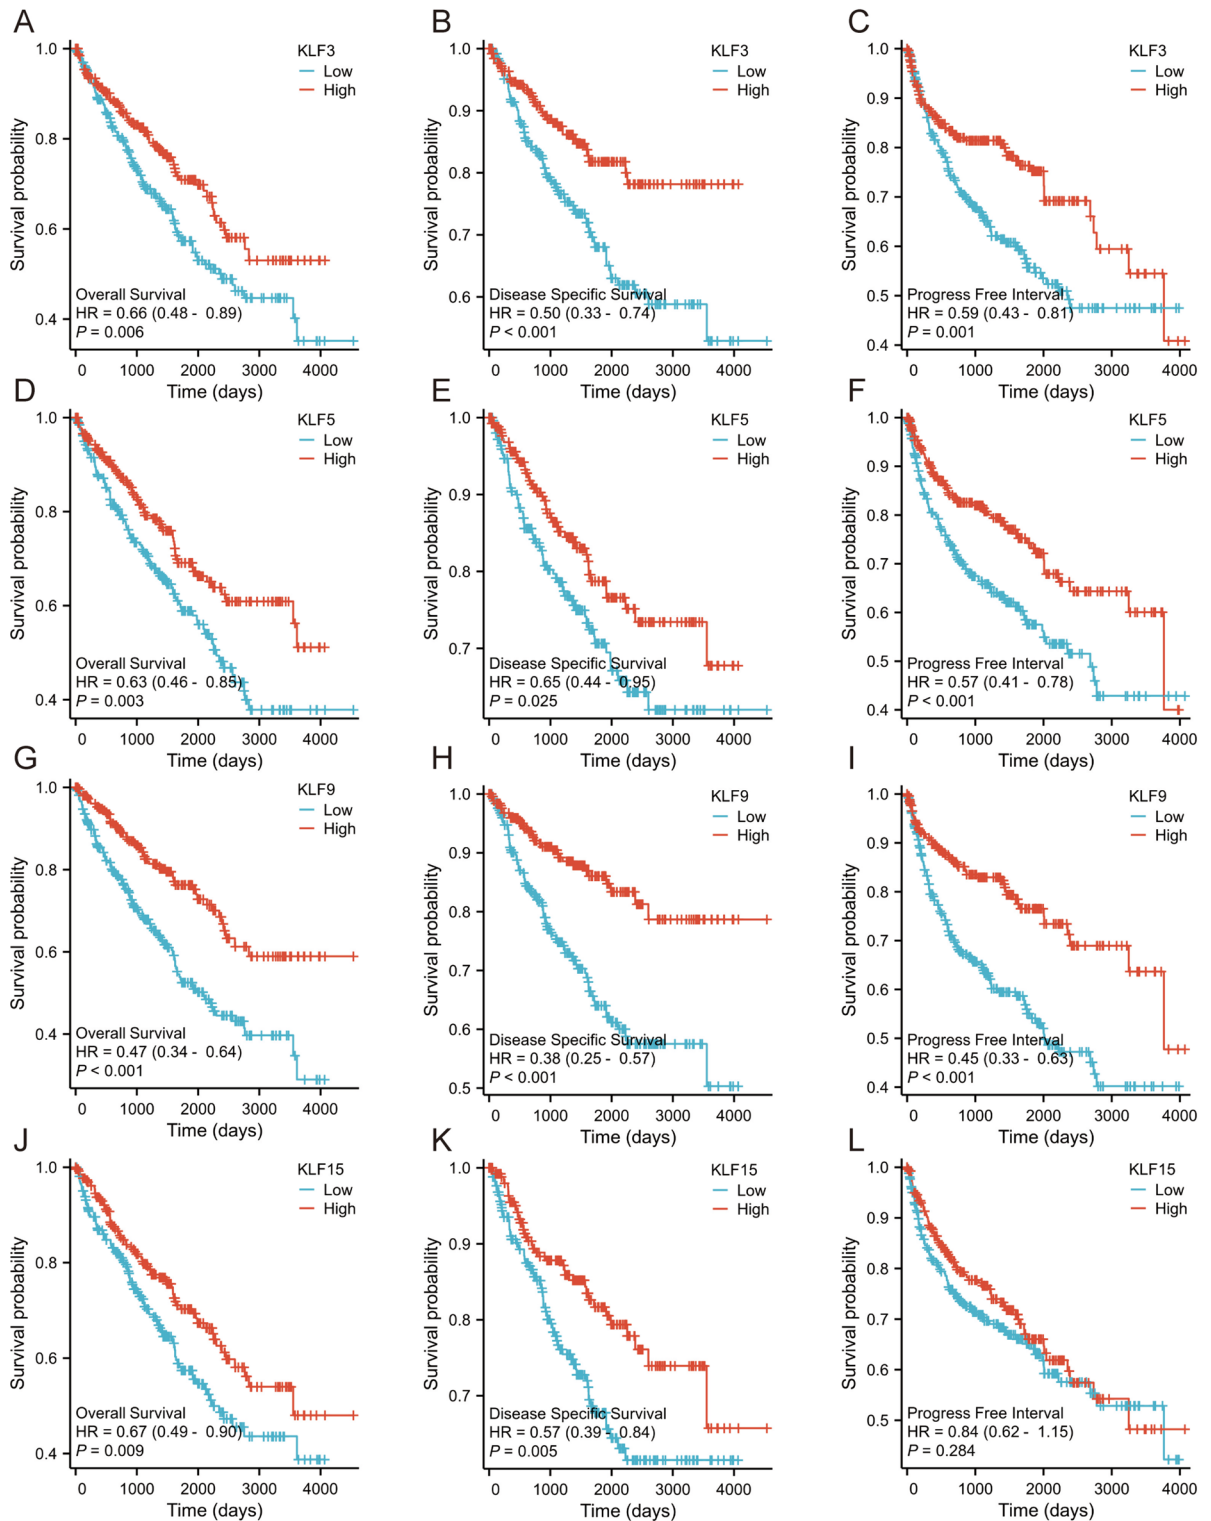 A
KLF3
Low
High
1.0
0.8
0.6
0.4
Survival probability
Overall Survival
HR = 0.66 (0.48 - 0.89)
P = 0.006
0 1000 2000 3000 4000
Time (days)
B
KLF3
Low
High
1.0
0.9
0.8
0.7
0.6
Survival probability
Disease Specific Survival
HR = 0.50 (0.33 - 0.74)
P < 0.001
0 1000 2000 3000 4000
Time (days)
C
KLF3
Low
High
1.0
0.9
0.8
0.7
0.6
0.5
0.4
Survival probability
Progress Free Interval
HR = 0.59 (0.43 - 0.81)
P = 0.001
0 1000 2000 3000 4000
Time (days)
D
KLF5
Low
High
1.0
0.8
0.6
0.4
Survival probability
Overall Survival
HR = 0.63 (0.46 - 0.85)
P = 0.003
0 1000 2000 3000 4000
Time (days)
E
KLF5
Low
High
1.0
0.9
0.8
0.7
Survival probability
Disease Specific Survival
HR = 0.65 (0.44 - 0.95)
P = 0.025
0 1000 2000 3000 4000
Time (days)
F
KLF5
Low
High
1.0
0.9
0.8
0.7
0.6
0.5
0.4
Survival probability
Progress Free Interval
HR = 0.57 (0.41 - 0.78)
P < 0.001
0 1000 2000 3000 4000
Time (days)
G
KLF9
Low
High
1.0
0.8
0.6
0.4
Survival probability
Overall Survival
HR = 0.47 (0.34 - 0.64)
P < 0.001
0 1000 2000 3000 4000
Time (days)
H
KLF9
Low
High
1.0
0.9
0.8
0.7
0.6
0.5
Survival probability
Disease Specific Survival
HR = 0.38 (0.25 - 0.57)
P < 0.001
0 1000 2000 3000 4000
Time (days)
I
KLF9
Low
High
1.0
0.9
0.8
0.7
0.6
0.5
0.4
Survival probability
Progress Free Interval
HR = 0.45 (0.33 - 0.63)
P < 0.001
0 1000 2000 3000 4000
Time (days)
J
KLF15
Low
High
1.0
0.8
0.6
0.4
Survival probability
Overall Survival
HR = 0.67 (0.49 - 0.90)
P = 0.009
0 1000 2000 3000 4000
Time (days)
K
KLF15
Low
High
1.0
0.9
0.8
0.7
Survival probability
Disease Specific Survival
HR = 0.57 (0.39 - 0.84)
P = 0.005
0 1000 2000 3000 4000
Time (days)
L
KLF15
Low
High
1.0
0.9
0.8
0.7
0.6
0.5
Survival probability
Progress Free Interval
HR = 0.84 (0.62 - 1.15)
P = 0.284
0 1000 2000 3000 4000
Time (days)